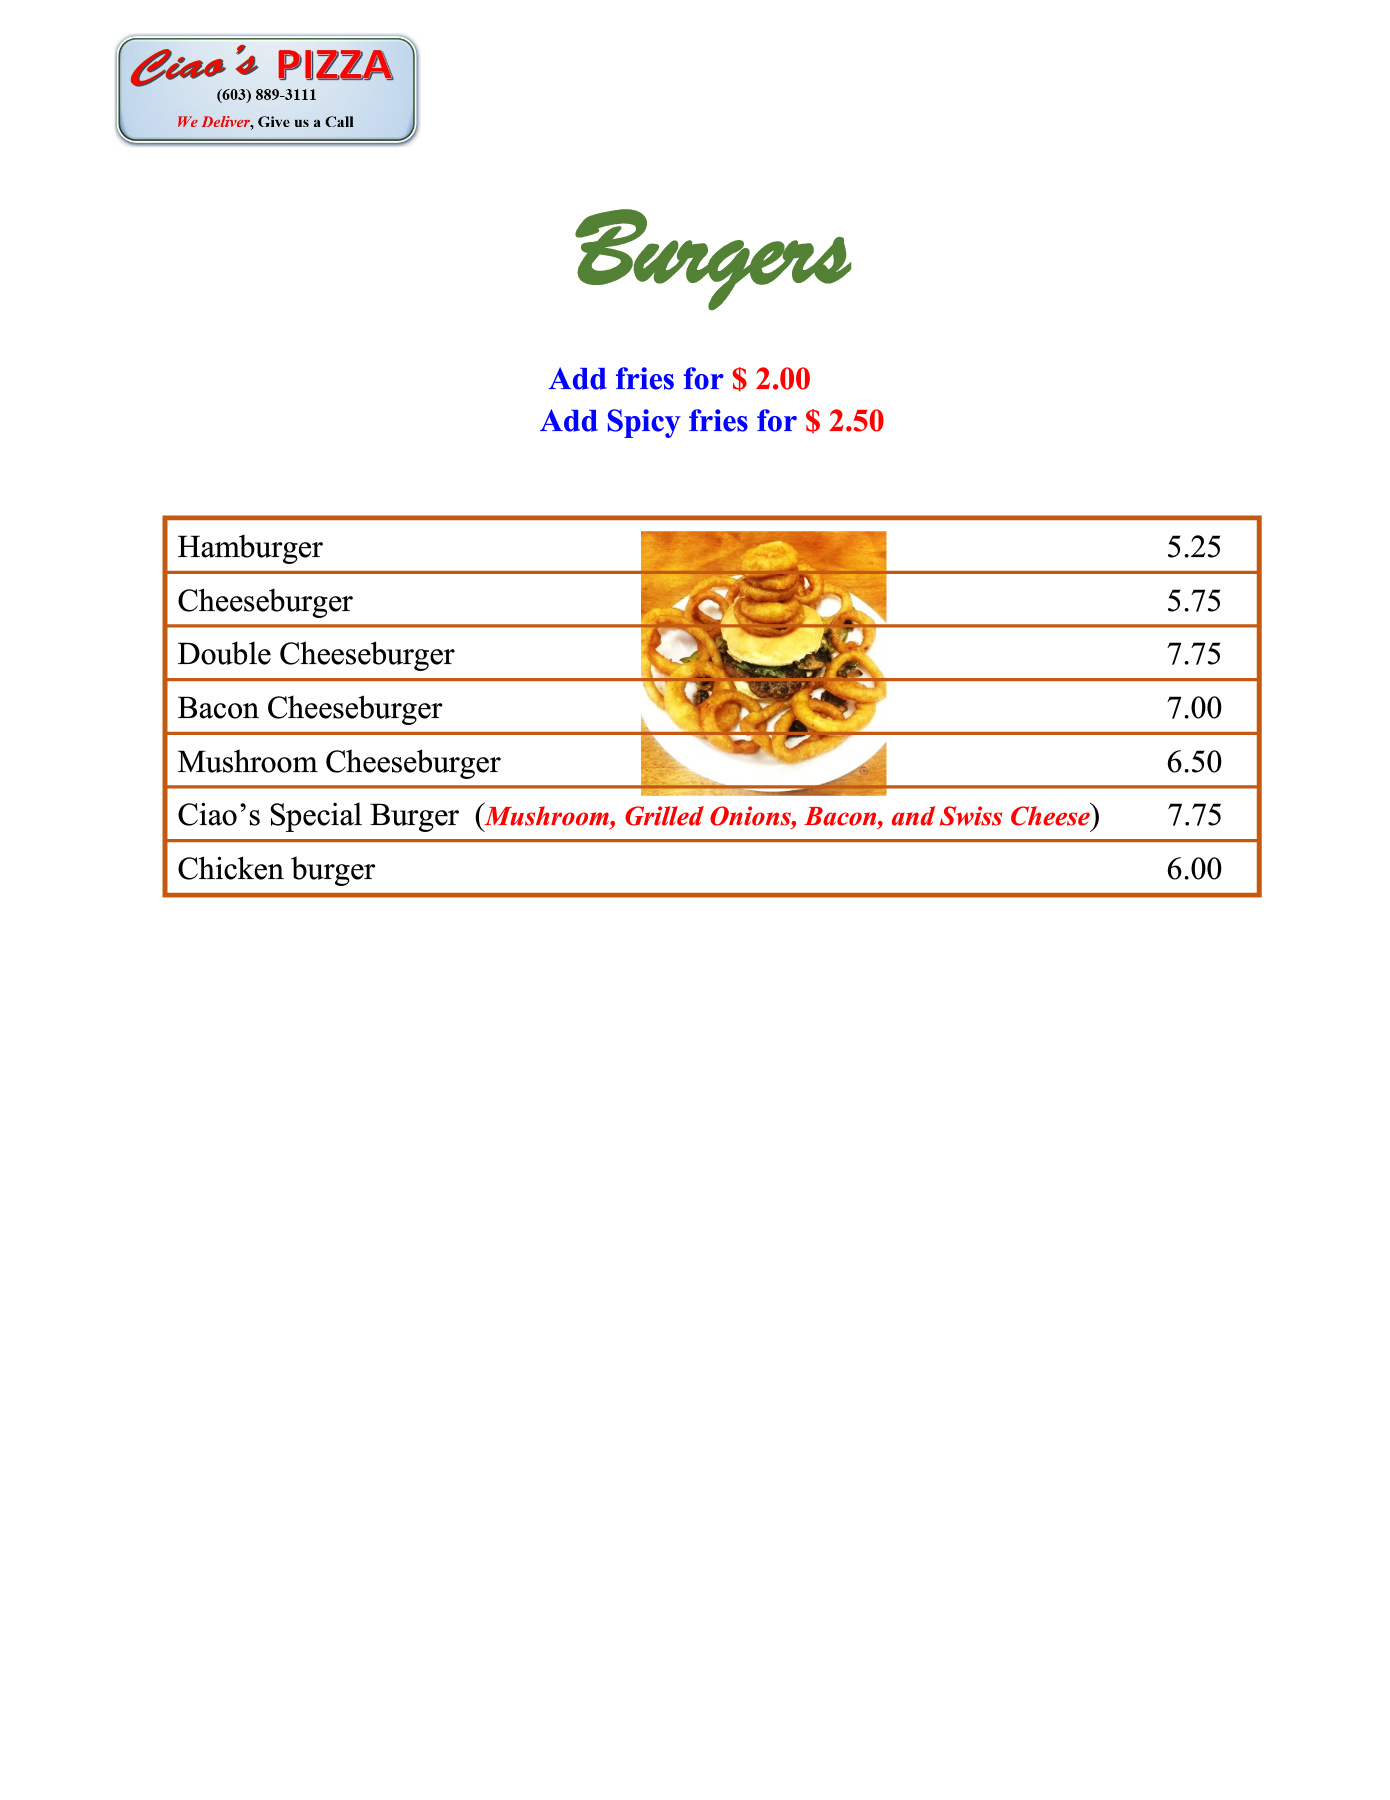 Ciao's PIZZA
(603) 889-3111
We Deliver, Give us a Call
Burgers
Add fries for $ 2.00
Add Spicy fries for $ 2.50
Hamburger 5.25
Cheeseburger 5.75
Double Cheeseburger 7.75
Bacon Cheeseburger 7.00
Mushroom Cheeseburger 6.50
Ciao’s Special Burger (Mushroom, Grilled Onions, Bacon, and Swiss Cheese) 7.75
Chicken burger 6.00